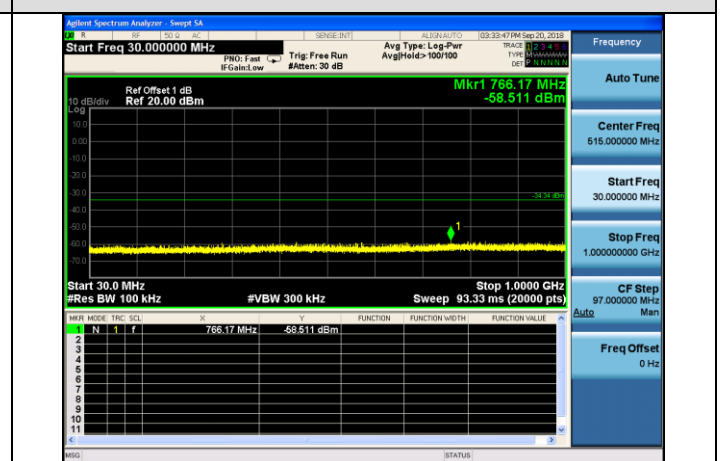 Agilent Spectrum Analyzer - Swept SA
R RF 50 Ω AC SENSE:INT ALIGN AUTO 03:33:47 PM Sep 20, 2018
Start Freq 30.000000 MHz
PNO: Fast
IFGain:Low
Trig: Free Run
#Atten: 30 dB
Avg Type: Log-Pwr
Avg|Hold:>100/100
TRACE 1 2 3 4 5 6
TYPE
DET P N N N N N
Frequency
Auto Tune
Center Freq
515.000000 MHz
Start Freq
30.000000 MHz
Stop Freq
1.000000000 GHz
CF Step
97.000000 MHz
Auto Man
Freq Offset
0 Hz
Ref Offset 1 dB
10 dB/div Ref 20.00 dBm
Log
Mkr1 766.17 MHz
-58.511 dBm
10.0
0.00
-10.0
-20.0
-30.0
-34.34 dBm
-40.0
-50.0
1
-60.0
-70.0
Start 30.0 MHz Stop 1.0000 GHz
#Res BW 100 kHz #VBW 300 kHz Sweep 93.33 ms (20000 pts)
MKR MODE TRC SCL X Y FUNCTION FUNCTION WIDTH FUNCTION VALUE
1 N 1 f 766.17 MHz -58.511 dBm
2
3
4
5
6
7
8
9
10
11
MSG STATUS